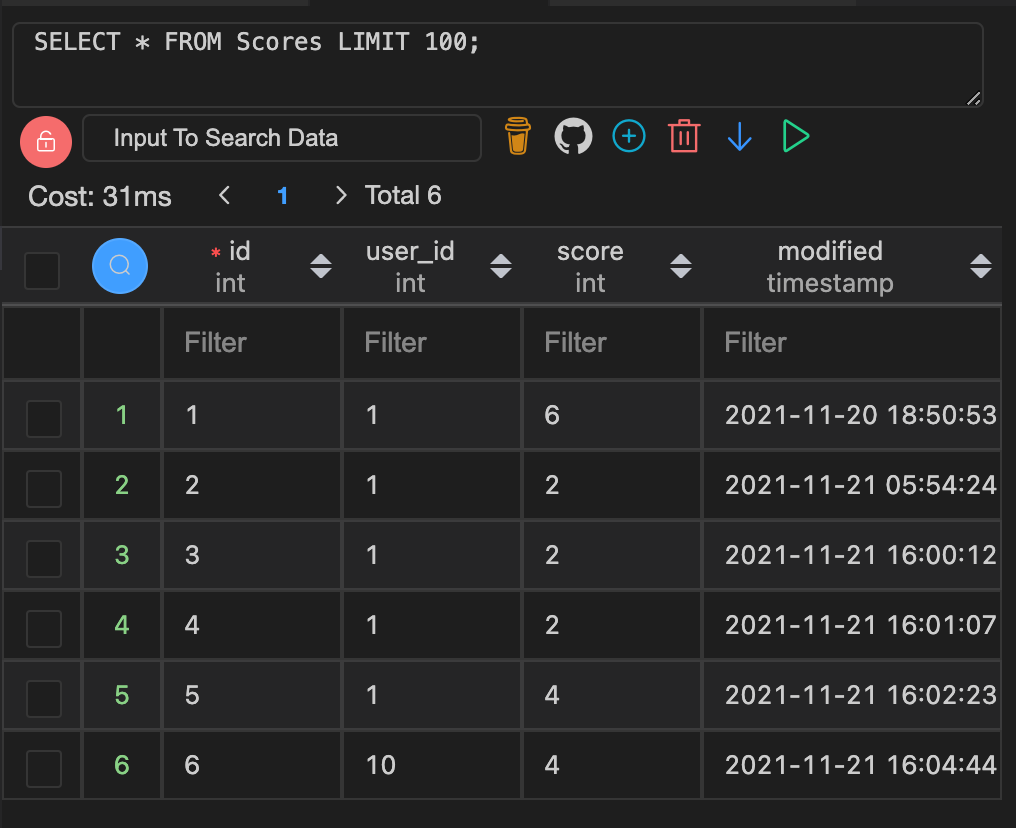 SELECT * FROM Scores LIMIT 100;
Input To Search Data
Cost: 31ms 1 Total 6
* id user_id score modified
int int int timestamp
Filter Filter Filter Filter
1 1 1 6 2021-11-20 18:50:53
2 2 1 2 2021-11-21 05:54:24
3 3 1 2 2021-11-21 16:00:12
4 4 1 2 2021-11-21 16:01:07
5 5 1 4 2021-11-21 16:02:23
6 6 10 4 2021-11-21 16:04:44